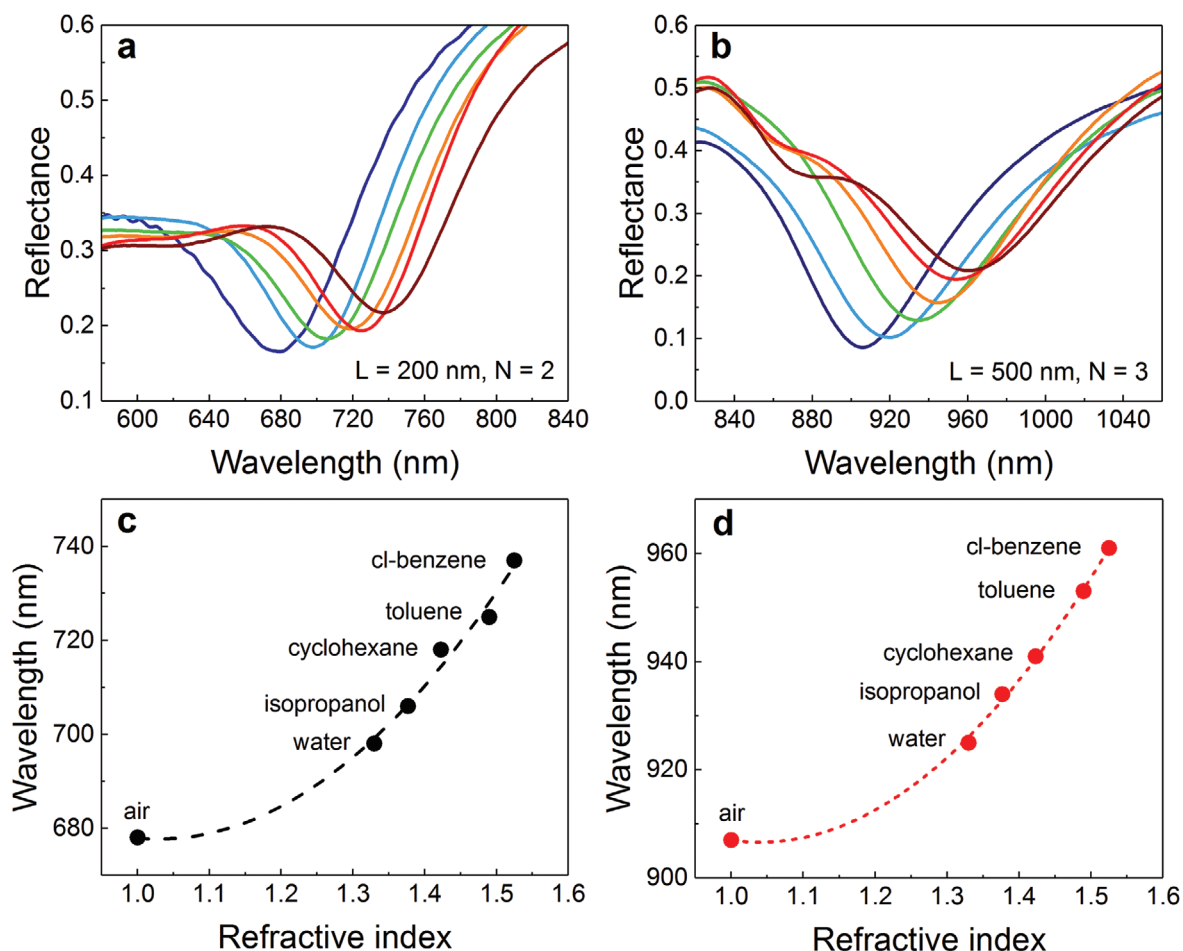 a
0.6
0.5
0.4
0.3
0.2
0.1
Reflectance
L = 200 nm, N = 2
600 640 680 720 760 800 840
Wavelength (nm)
b
0.6
0.5
0.4
0.3
0.2
0.1
0.0
Reflectance
L = 500 nm, N = 3
840 880 920 960 1000 1040
Wavelength (nm)
c
740
720
700
680
Wavelength (nm)
cl-benzene
toluene
cyclohexane
isopropanol
water
air
1.0 1.1 1.2 1.3 1.4 1.5 1.6
Refractive index
d
960
940
920
900
Wavelength (nm)
cl-benzene
toluene
cyclohexane
isopropanol
water
air
1.0 1.1 1.2 1.3 1.4 1.5 1.6
Refractive index